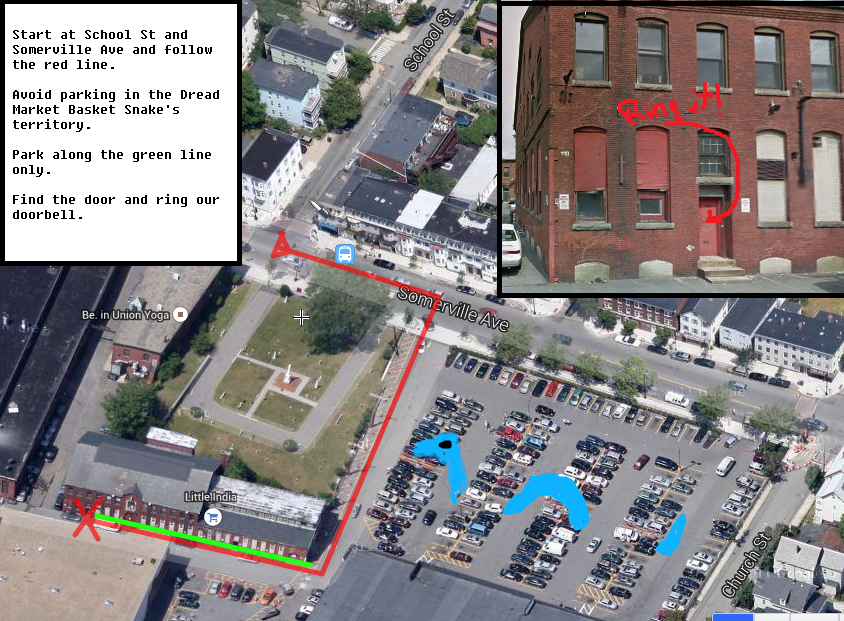 Start at School St and
Somerville Ave and follow
the red line.
Avoid parking in the Dread
Market Basket Snake's
territory.
Park along the green line
only.
Find the door and ring our
doorbell.
School St
Ring it!
Somerville Ave
Be. in Union Yoga
LittleIndia
Church St